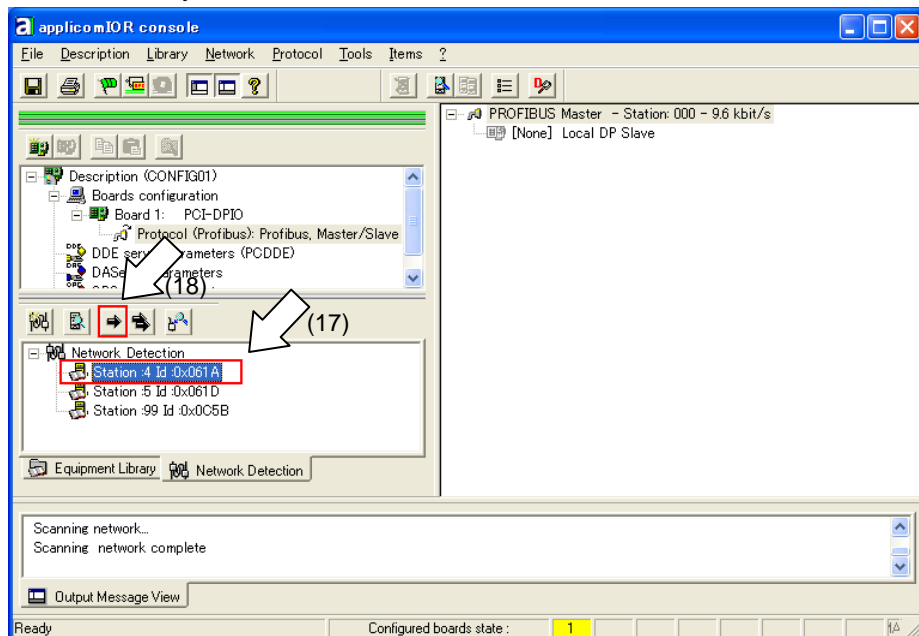 applicomIOR console
File Description Library Network Protocol Tools Items ?
PROFIBUS Master - Station: 000 - 9.6 kbit/s
[None] Local DP Slave
Description (CONFIG01)
Boards configuration
Board 1: PCI-DPIO
Protocol (Profibus): Profibus, Master/Slave
DDE server parameters (PCDDE)
DASe
rameters
(18)
(17)
Network Detection
Station :4 Id :0x061A
Station :5 Id :0x061D
Station :99 Id :0x0C5B
Equipment Library Network Detection
Scanning network...
Scanning network complete
Output Message View
Ready Configured boards state : 1